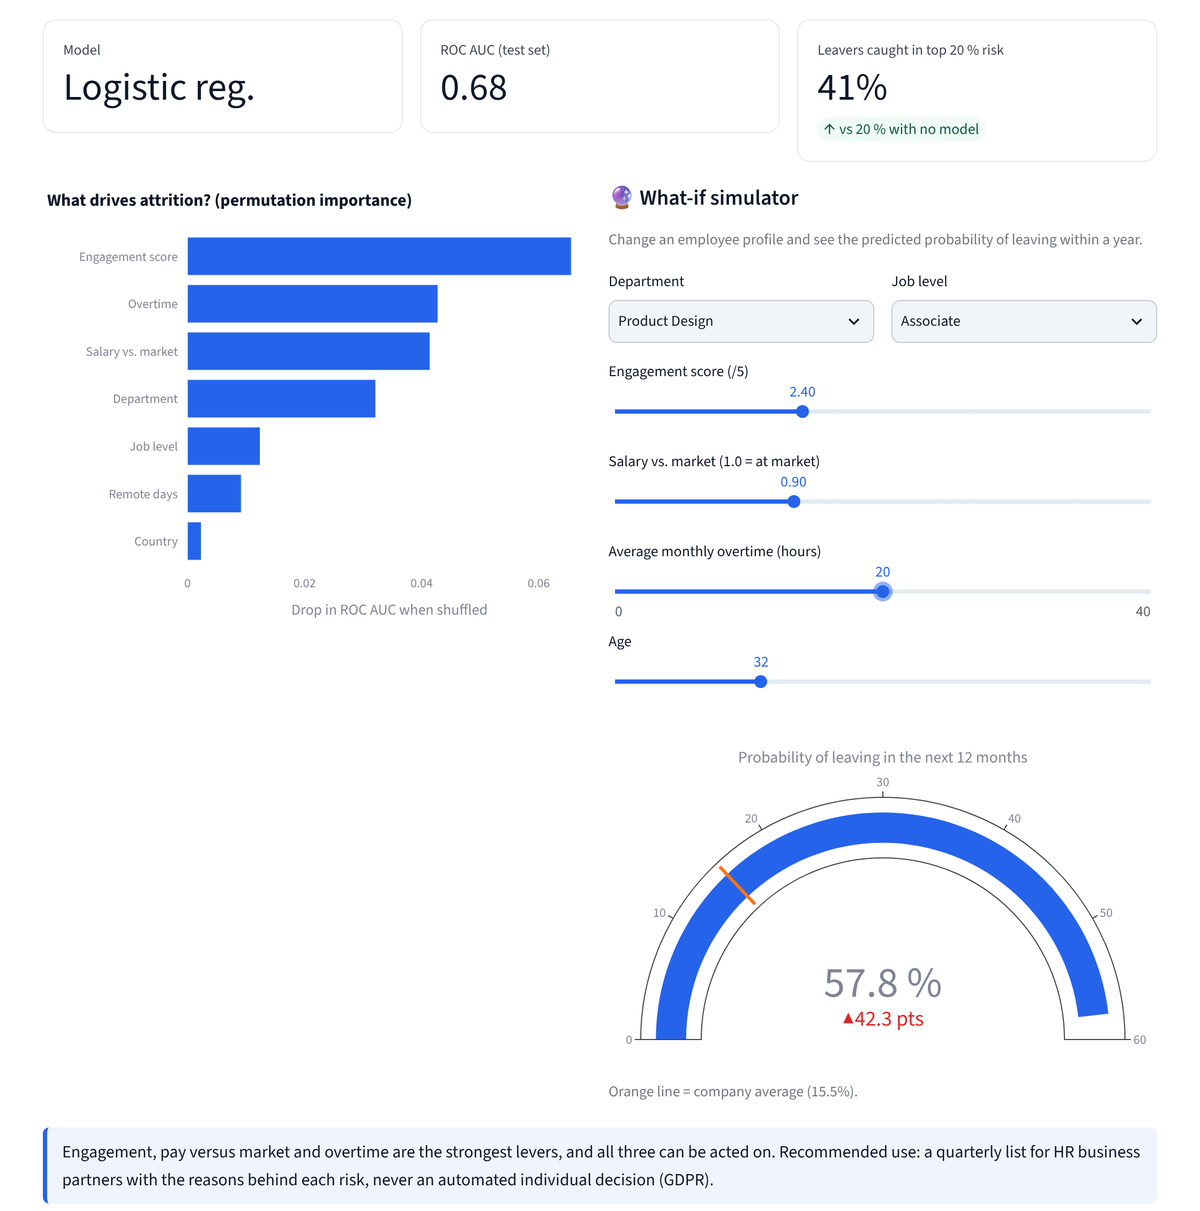 Model
Logistic reg.
ROC AUC (test set)
0.68
Leavers caught in top 20 % risk
41%
↑ vs 20 % with no model
What drives attrition? (permutation importance)
Engagement score
Overtime
Salary vs. market
Department
Job level
Remote days
Country
0 0.02 0.04 0.06
Drop in ROC AUC when shuffled
🔮 What-if simulator
Change an employee profile and see the predicted probability of leaving within a year.
Department Job level
Product Design Associate
Engagement score (/5)
2.40
Salary vs. market (1.0 = at market)
0.90
Average monthly overtime (hours)
20
0 40
Age
32
Probability of leaving in the next 12 months
0
10
20
30
40
50
60
57.8 %
▲42.3 pts
Orange line = company average (15.5%).
Engagement, pay versus market and overtime are the strongest levers, and all three can be acted on. Recommended use: a quarterly list for HR business
partners with the reasons behind each risk, never an automated individual decision (GDPR).